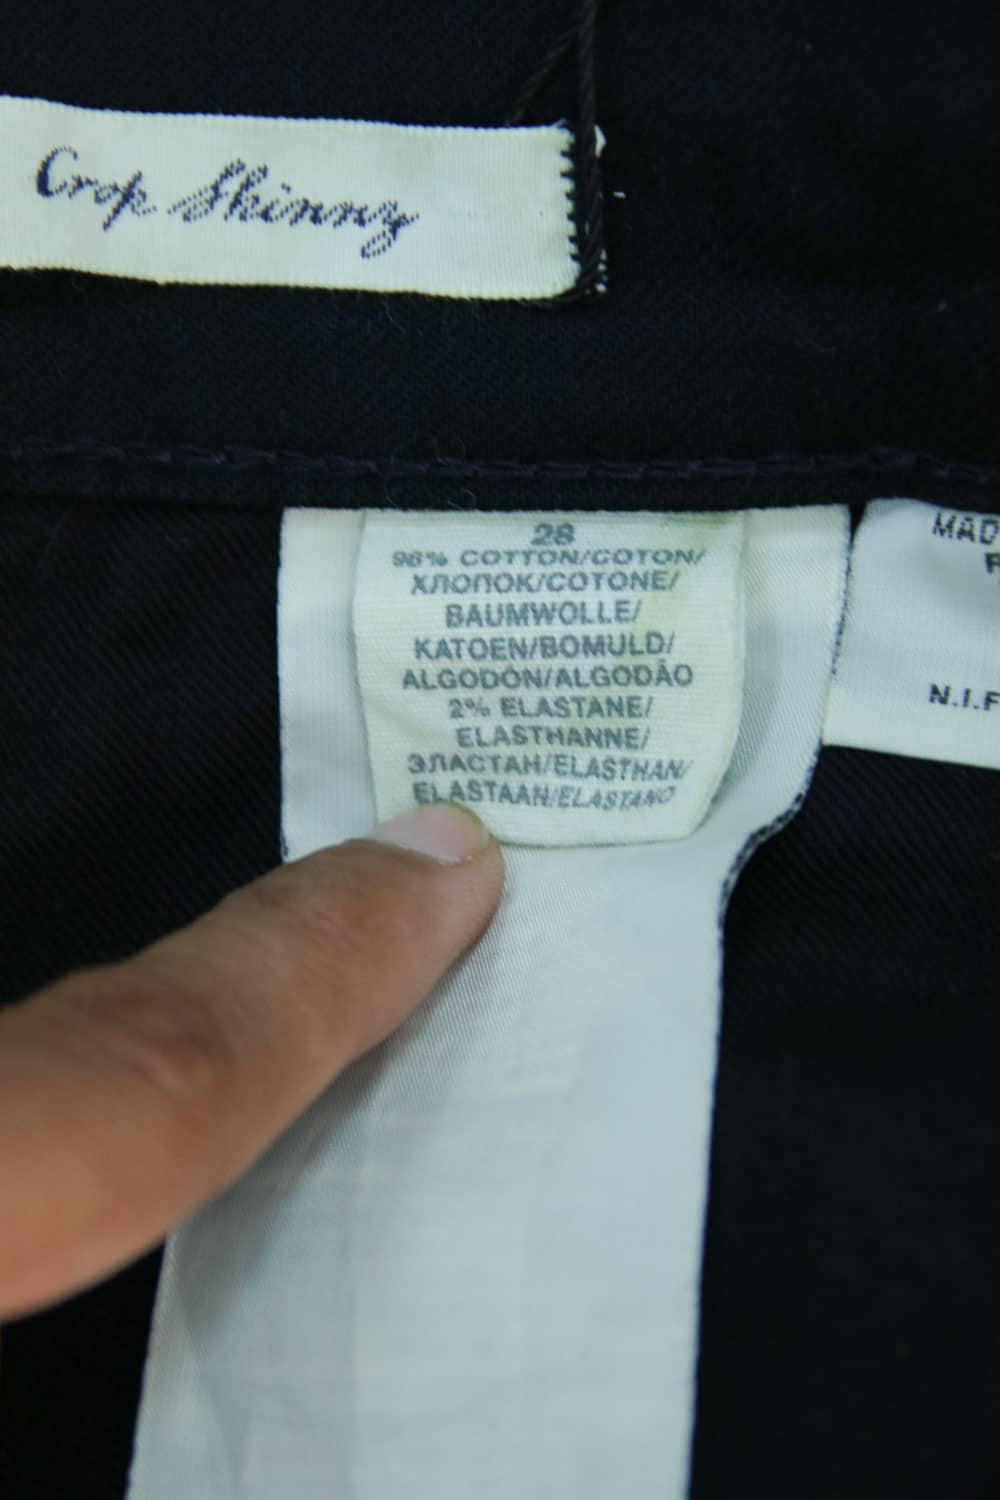 Crop Skinny
28
98% COTTON/COTON/
ХЛОПОК/COTONE/
BAUMWOLLE/
KATOEN/BOMULD/
ALGODÓN/ALGODÃO
2% ELASTANE/
ELASTHANNE/
ЭЛАСТАН/ELASTHAN/
ELASTAAN/ELASTANO
MAD
N.I.F